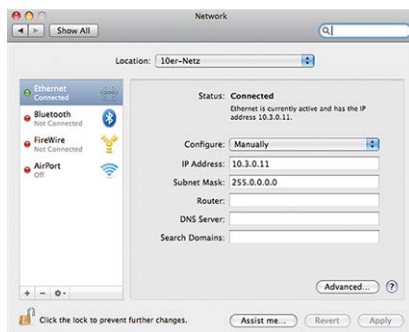 Network
Show All
Location: 10er-Netz
Ethernet
Connected
Bluetooth
Not Connected
FireWire
Not Connected
AirPort
Off
Status: Connected
Ethernet is currently active and has the IP
address 10.3.0.11.
Configure: Manually
IP Address: 10.3.0.11
Subnet Mask: 255.0.0.0
Router:
DNS Server:
Search Domains:
Advanced... ?
Click the lock to prevent further changes.
Assist me... Revert Apply